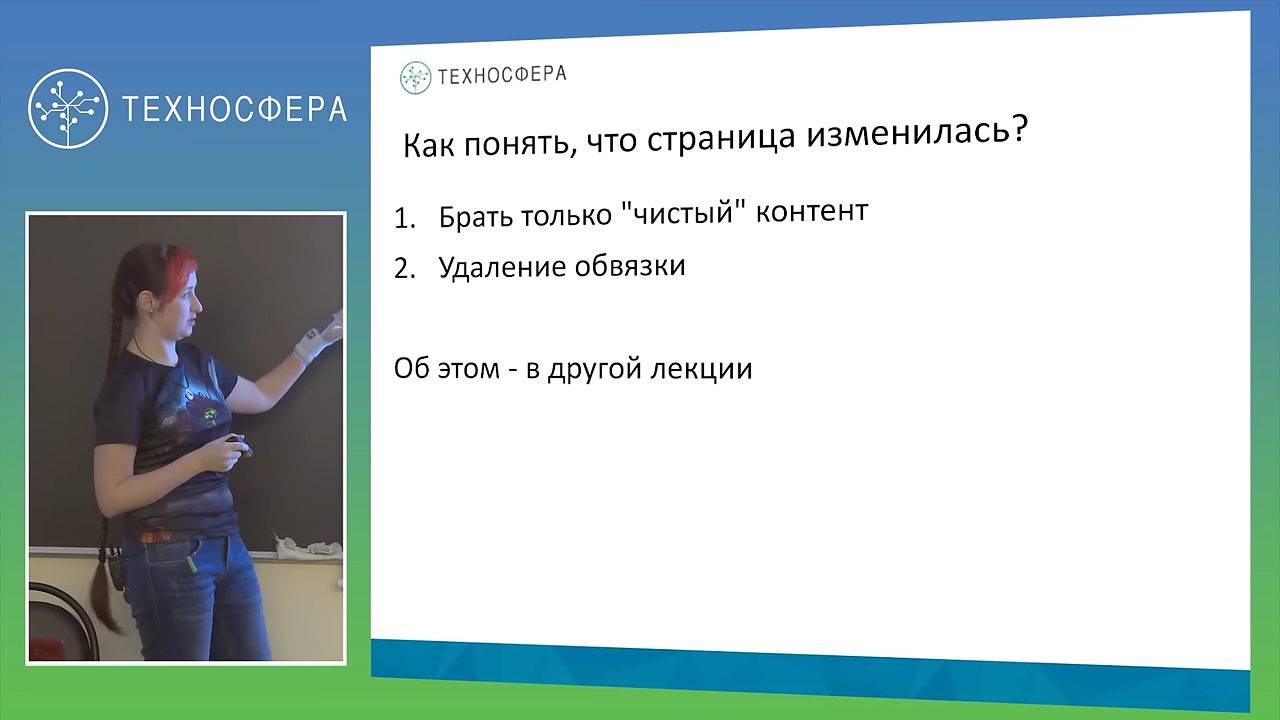 ТЕХНОСФЕРА
ТЕХНОСФЕРА
Как понять, что страница изменилась?
1. Брать только "чистый" контент
2. Удаление обвязки
Об этом - в другой лекции